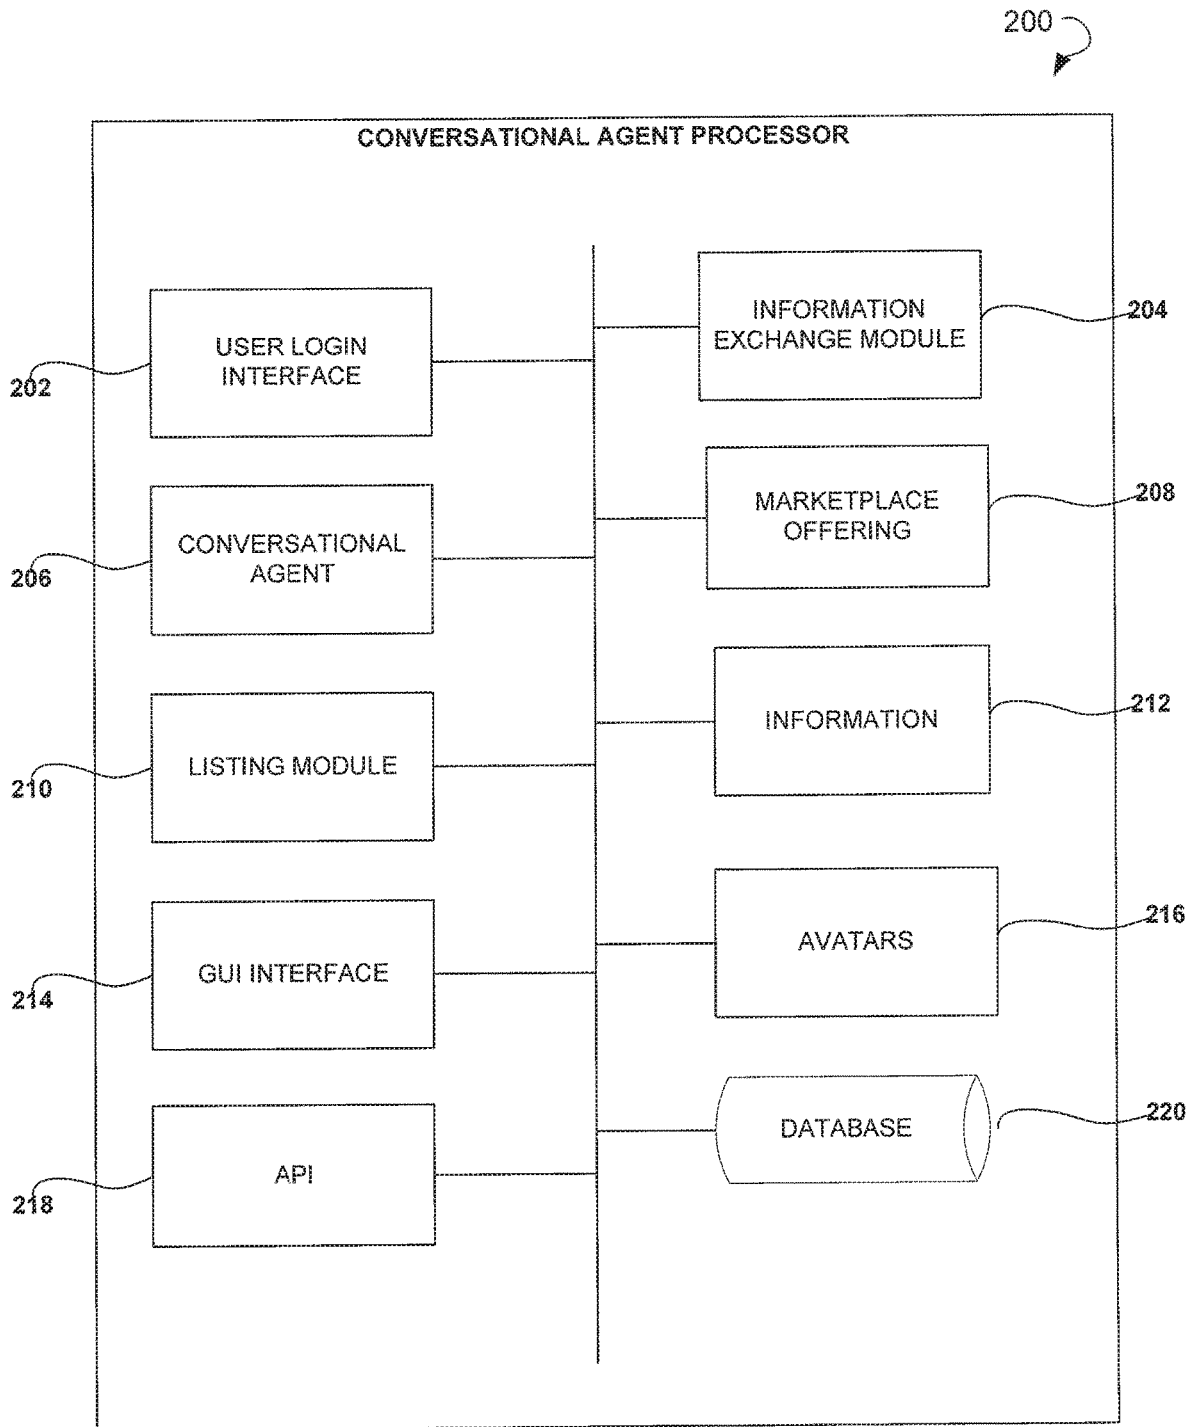 200
CONVERSATIONAL AGENT PROCESSOR
USER LOGIN
INTERFACE
202
INFORMATION
EXCHANGE MODULE
204
CONVERSATIONAL
AGENT
206
MARKETPLACE
OFFERING
208
LISTING MODULE
210
INFORMATION
212
GUI INTERFACE
214
AVATARS
216
API
218
DATABASE
220